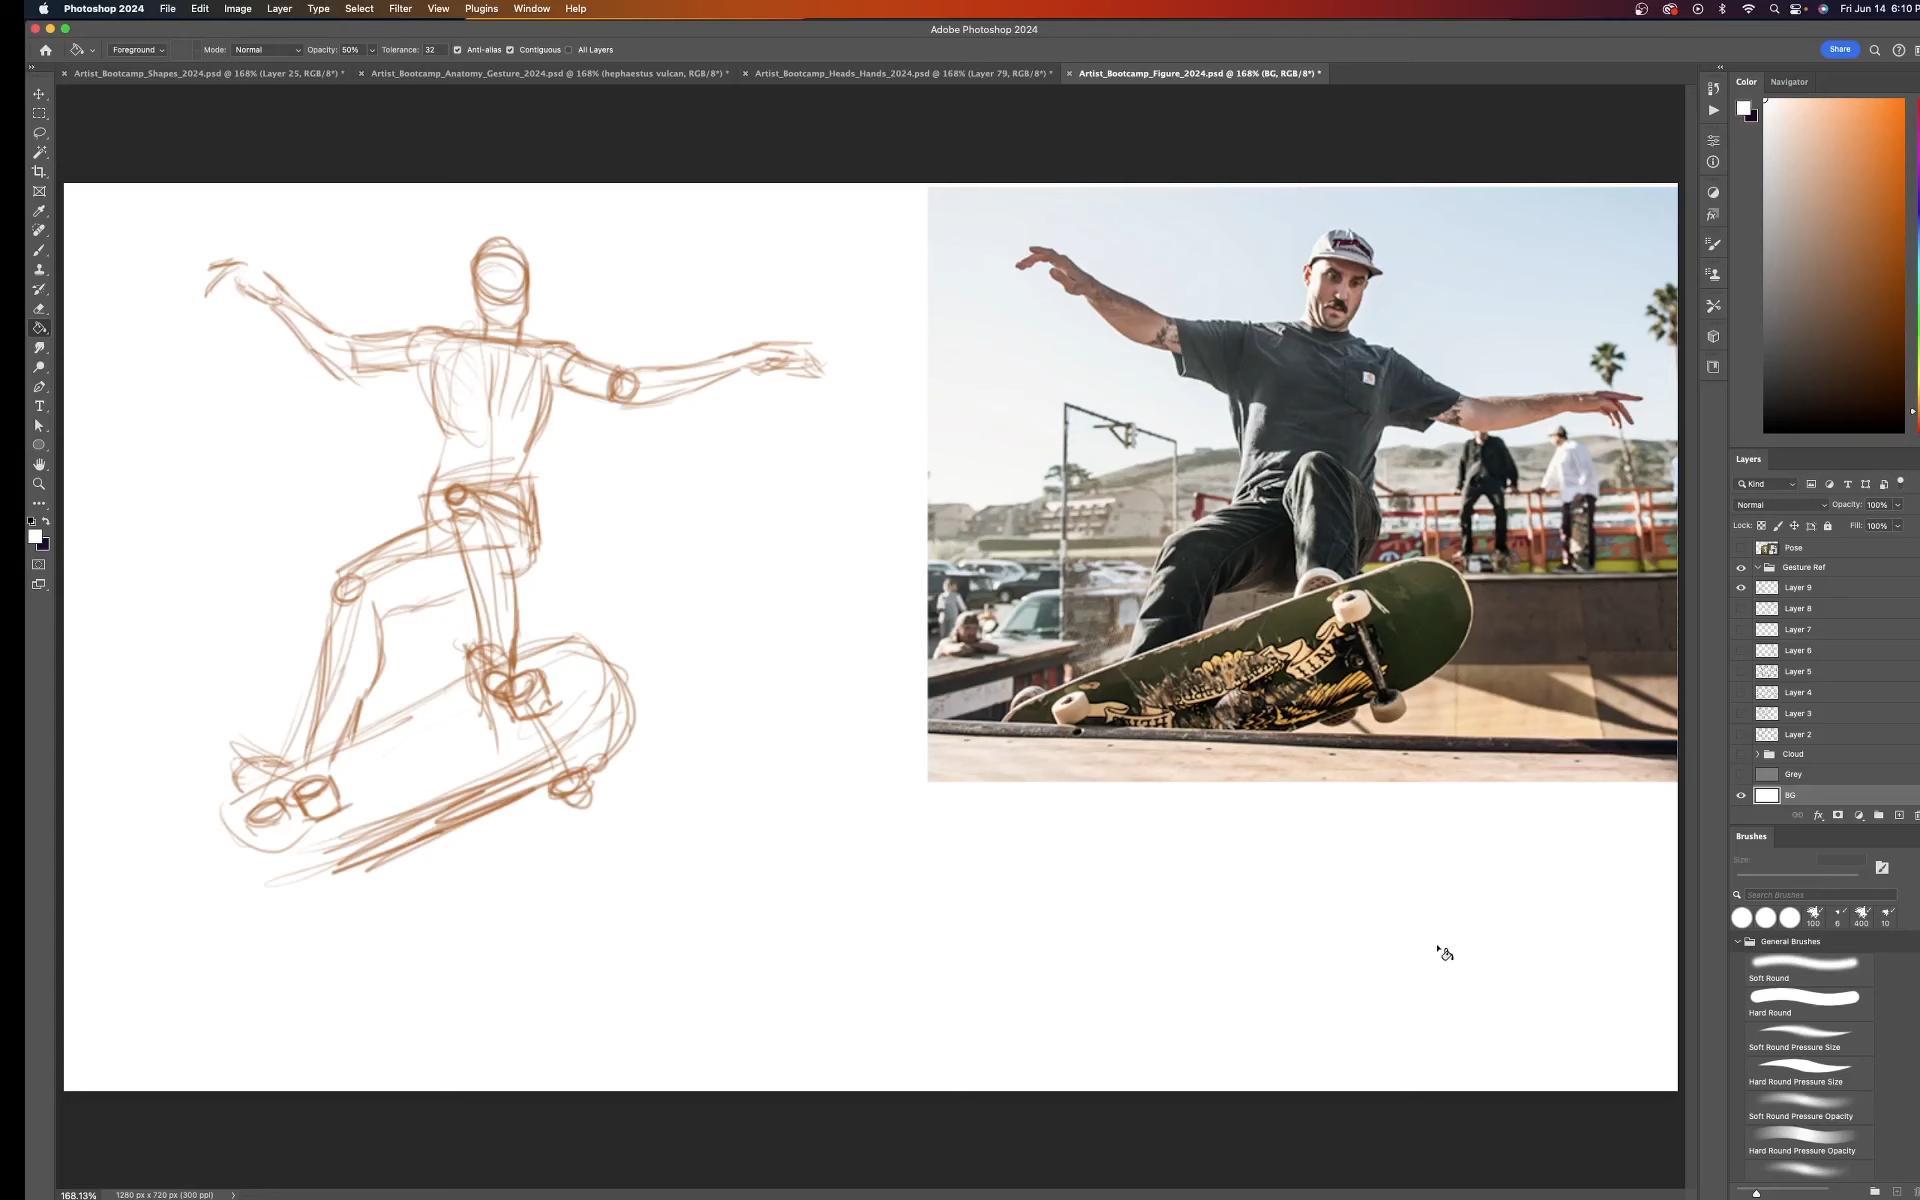 Photoshop 2024 File Edit Image Layer Type Select Filter View Plugins Window Help Fri Jun 14 6:10 P
Adobe Photoshop 2024
Foreground Mode: Normal Opacity: 50% Tolerance: 32 Anti-alias Contiguous All Layers Share
Artist_Bootcamp_Shapes_2024.psd @ 168% (Layer 25, RGB/8*) * Artist_Bootcamp_Anatomy_Gesture_2024.psd @ 168% (hephaestus vulcan, RGB/8*) * Artist_Bootcamp_Heads_Hands_2024.psd @ 168% (Layer 79, RGB/8*) * Artist_Bootcamp_Figure_2024.psd @ 168% (BG, RGB/8*) *
Color Navigator
Layers
Kind
Normal Opacity: 100%
Lock: Fill: 100%
Pose
Gesture Ref
Layer 9
Layer 8
Layer 7
Layer 6
Layer 5
Layer 4
Layer 3
Layer 2
Cloud
Grey
BG
Brushes
Size:
Search Brushes
100 6 400 10
General Brushes
Soft Round
Hard Round
Soft Round Pressure Size
Hard Round Pressure Size
Soft Round Pressure Opacity
Hard Round Pressure Opacity
168.13% 1280 px x 720 px (300 ppi)